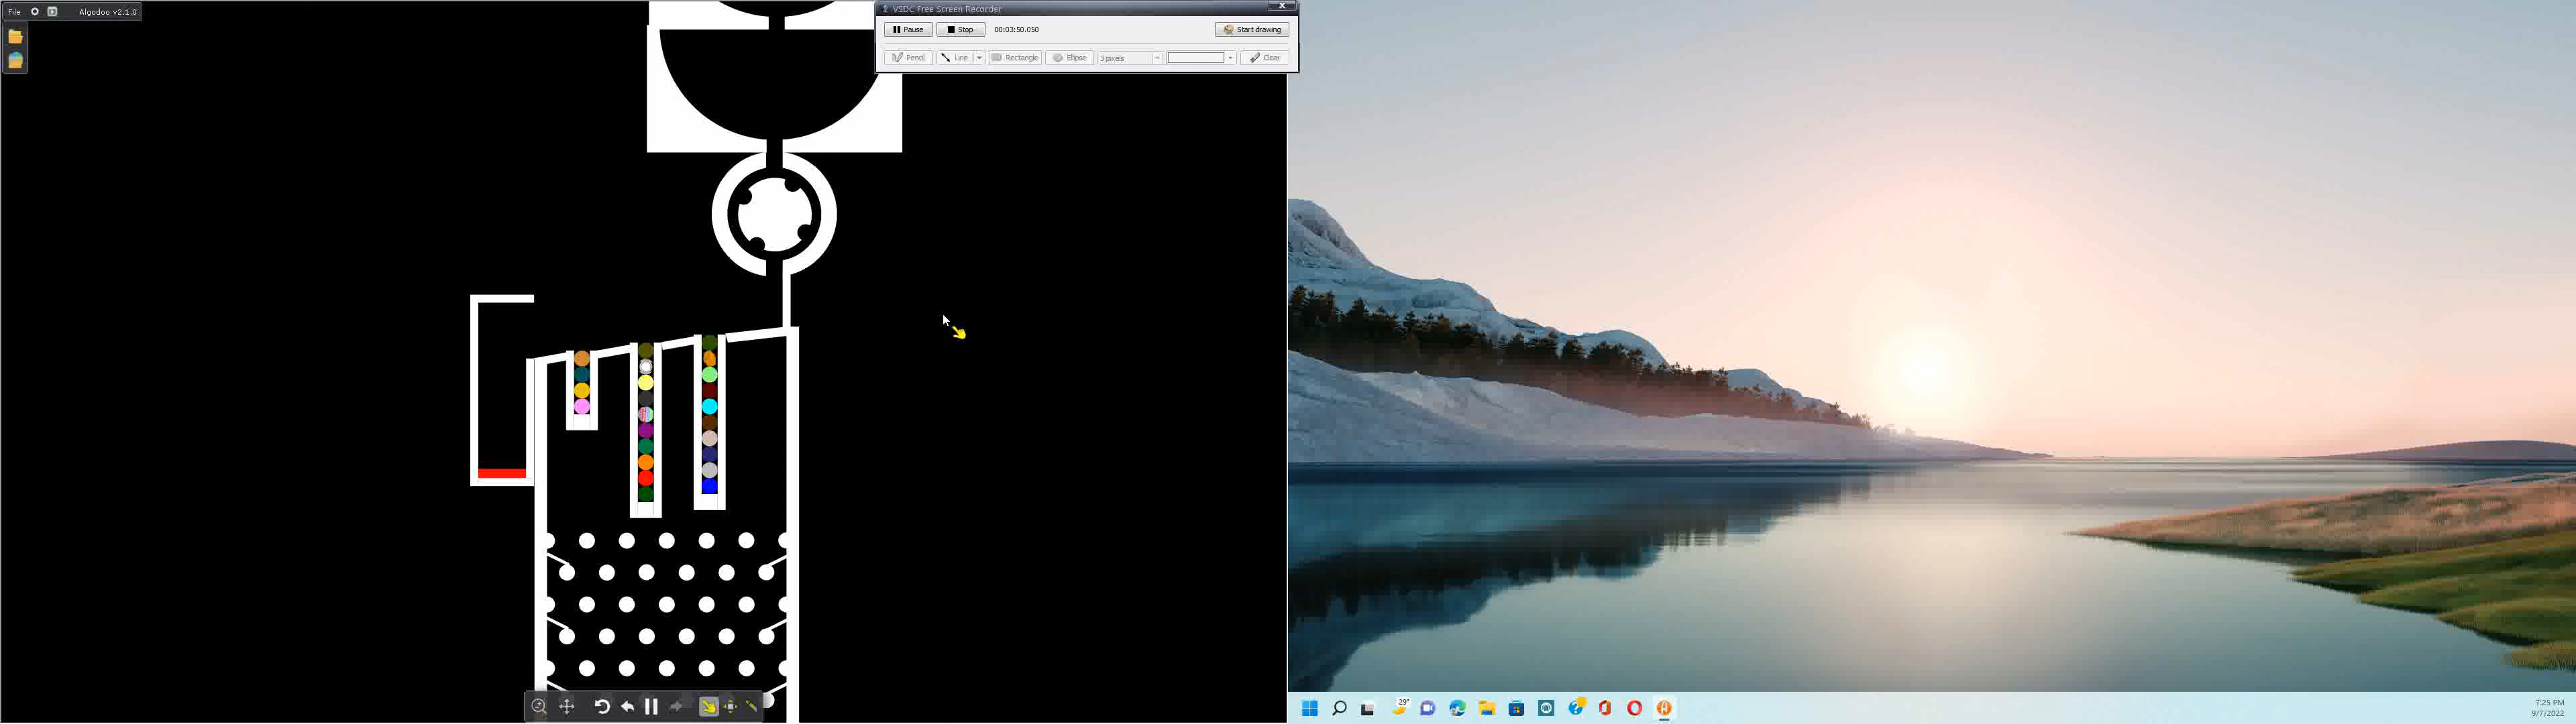 File
Algodoo v2.1.0
VSDC Free Screen Recorder
Pause
Stop
00:03:50.050
Start drawing
Pencil
Line
Rectangle
Ellipse
3 pixels
Clear
29°
7:25 PM
9/7/2022